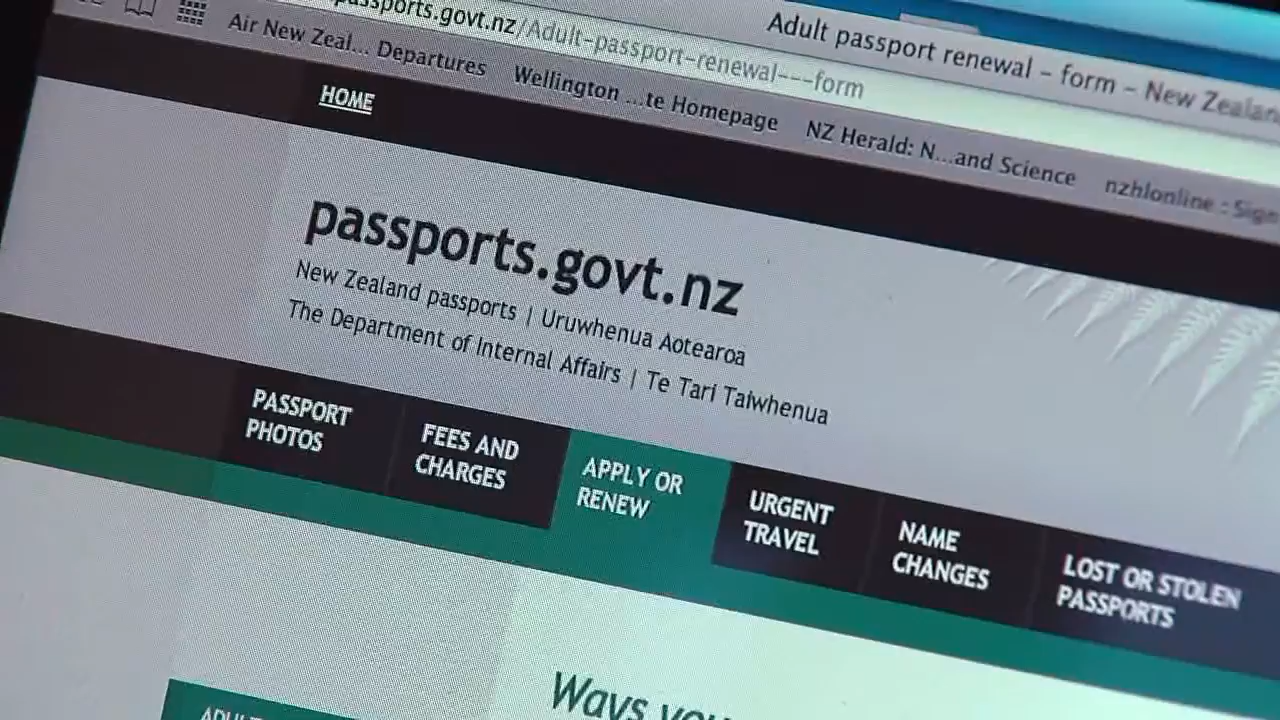 Adult passport renewal - form - New Zealan
passports.govt.nz/Adult-passport-renewal---form
Air New Zeal... Departures
Wellington ...te Homepage
NZ Herald: N...and Science
nzhlonline : Sign
HOME
passports.govt.nz
New Zealand passports | Uruwhenua Aotearoa
The Department of Internal Affairs | Te Tari Taiwhenua
PASSPORT
PHOTOS
FEES AND
CHARGES
APPLY OR
RENEW
URGENT
TRAVEL
NAME
CHANGES
LOST OR STOLEN
PASSPORTS
Ways you